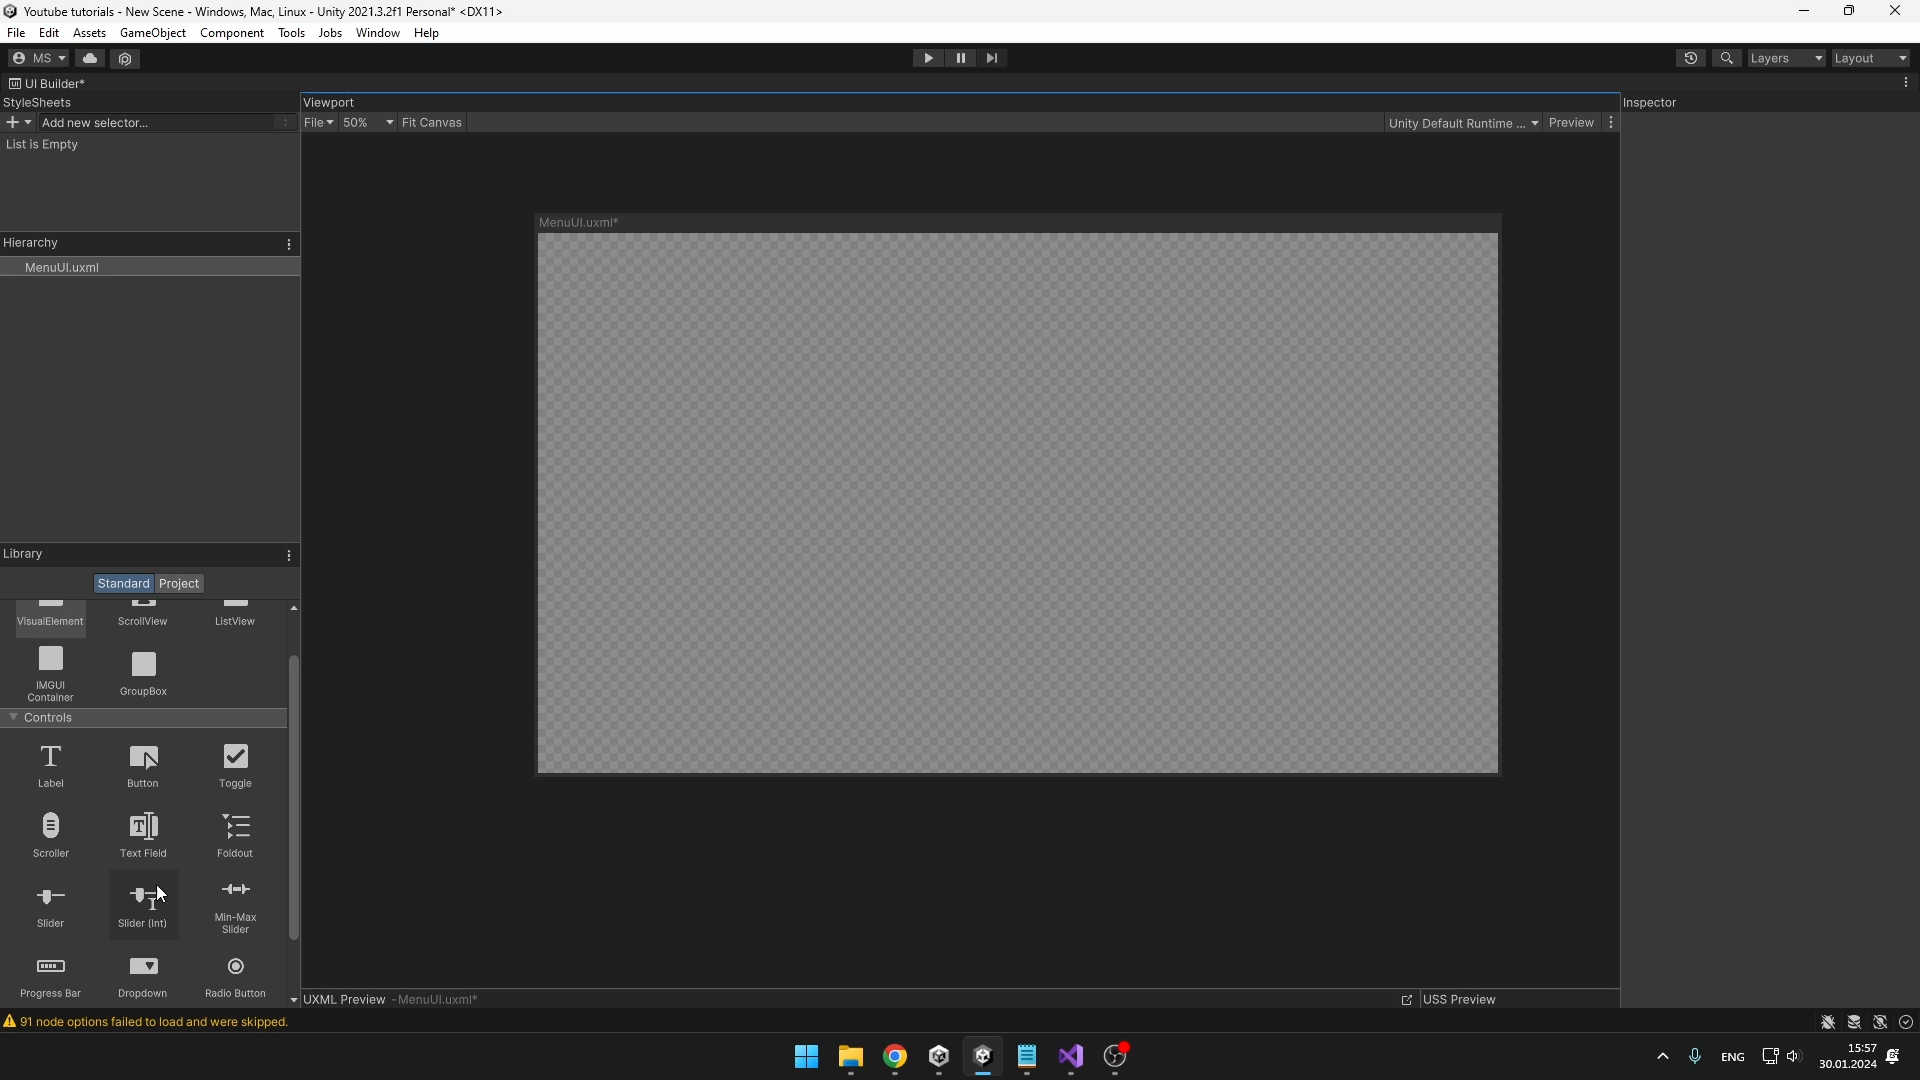 Youtube tutorials - New Scene - Windows, Mac, Linux - Unity 2021.3.2f1 Personal* <DX11>
File Edit Assets GameObject Component Tools Jobs Window Help
MS Layers Layout
UI Builder*
StyleSheets Viewport Inspector
Add new selector... File 50% Fit Canvas Unity Default Runtime ... Preview
List is Empty
MenuUI.uxml*
Hierarchy
MenuUI.uxml
Library
Standard Project
VisualElement ScrollView ListView
IMGUI
Container GroupBox
Controls
Label Button Toggle
Scroller Text Field Foldout
Slider Slider (Int) Min-Max
Slider
Progress Bar Dropdown Radio Button
UXML Preview - MenuUI.uxml* USS Preview
91 node options failed to load and were skipped.
ENG 15:57
30.01.2024